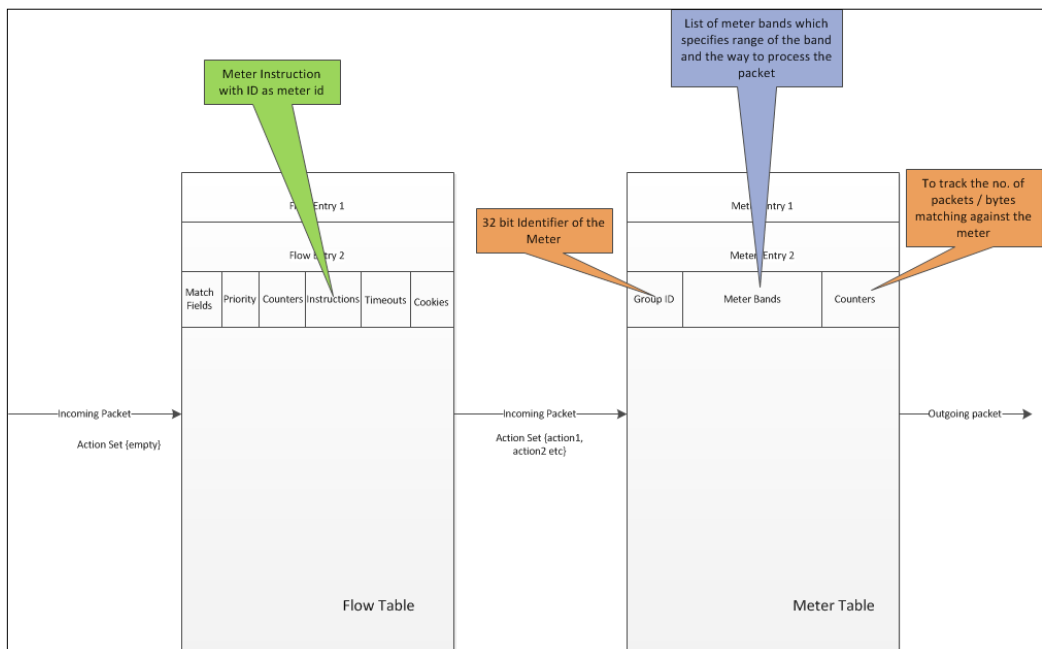 List of meter bands which
specifies range of the band
and the way to process the
packet
Meter Instruction
with ID as meter id
To track the no. of
packets / bytes
matching against the
meter
32 bit Identifier of the
Meter
Entry 1
Entry 1
Flow Entry 2
Meter Entry 2
Match
Fields
Priority
Counters
Instructions
Timeouts
Cookies
Group ID
Meter Bands
Counters
Incoming Packet
Action Set {empty}
Incoming Packet
Action Set {action1,
action2 etc}
Outgoing packet
Flow Table
Meter Table